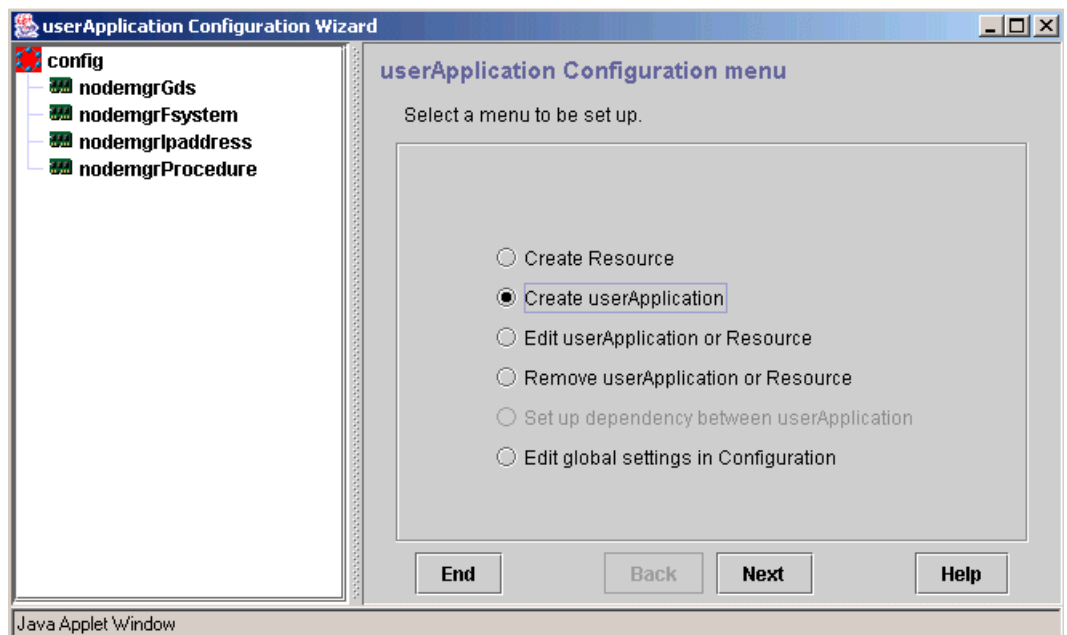 userApplication Configuration Wizard
config
nodemgrGds
nodemgrFsystem
nodemgrIpaddress
nodemgrProcedure
userApplication Configuration menu
Select a menu to be set up.
Create Resource
Create userApplication
Edit userApplication or Resource
Remove userApplication or Resource
Set up dependency between userApplication
Edit global settings in Configuration
End
Back
Next
Help
Java Applet Window